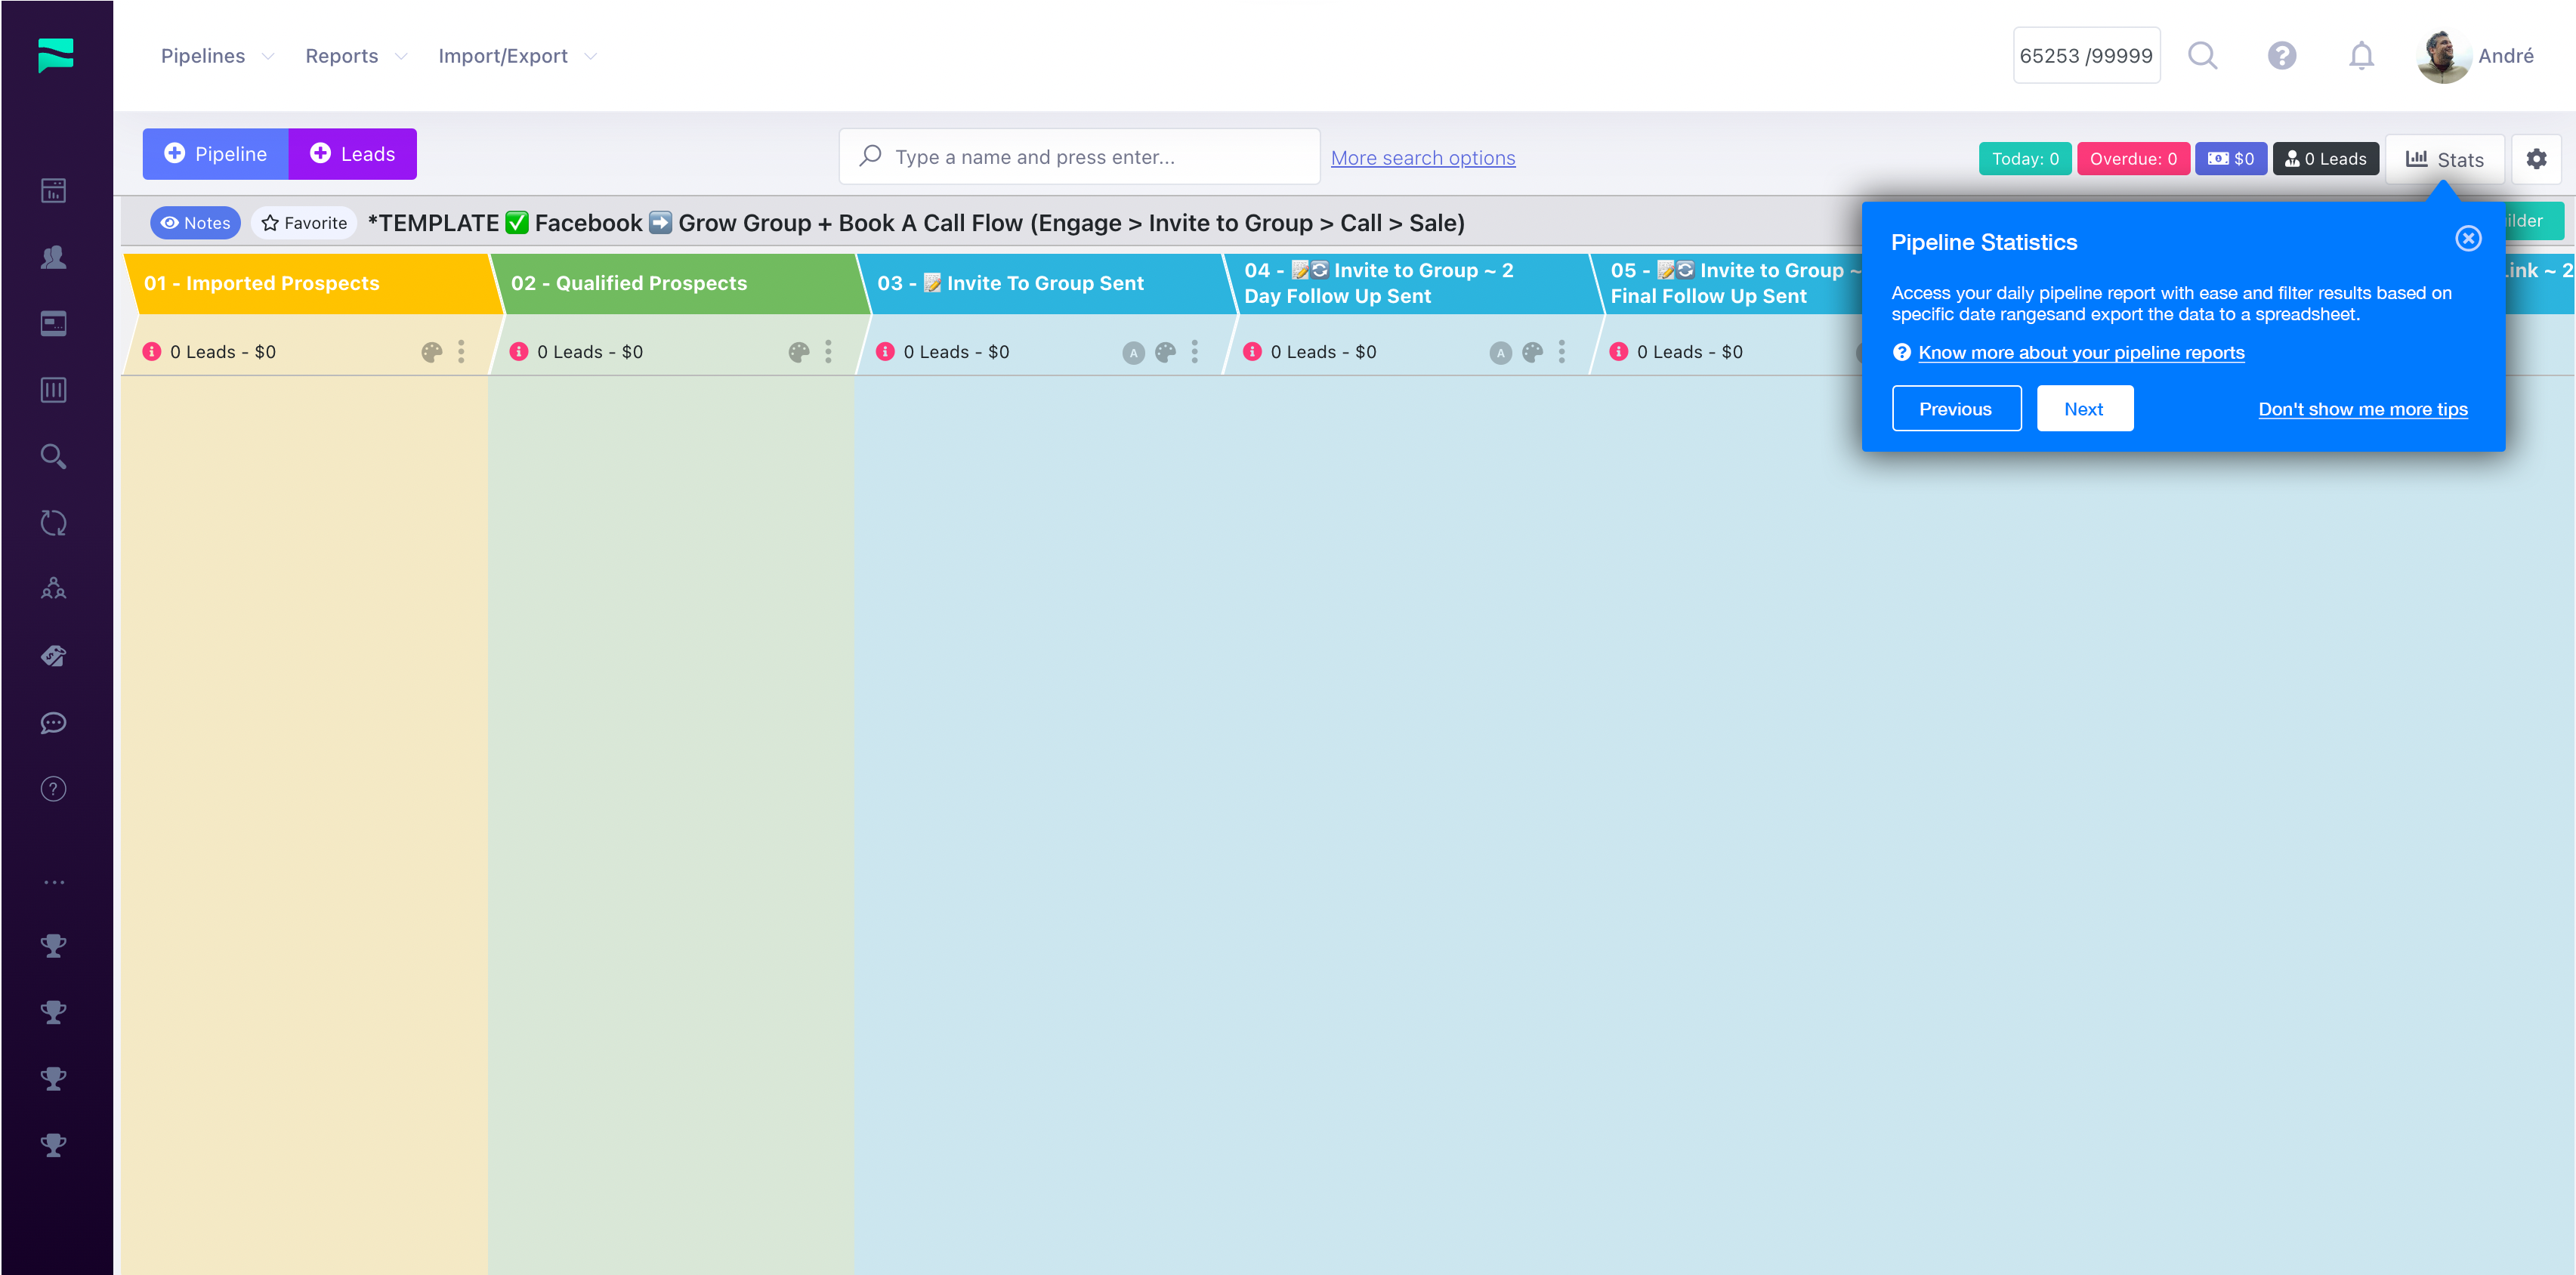 Pipelines Reports Import/Export 65253 /99999 André
Pipeline Leads Type a name and press enter... More search options Today: 0 Overdue: 0 $0 0 Leads Stats
Notes Favorite *TEMPLATE ✅ Facebook ➡️ Grow Group + Book A Call Flow (Engage > Invite to Group > Call > Sale)
01 - Imported Prospects
0 Leads - $0
02 - Qualified Prospects
0 Leads - $0
03 - 📝 Invite To Group Sent
0 Leads - $0
A
04 - 📝🔄 Invite to Group ~ 2
Day Follow Up Sent
0 Leads - $0
A
05 - 📝🔄 Invite to Group ~
Final Follow Up Sent
0 Leads - $0
Link ~ 2
Pipeline Statistics
Access your daily pipeline report with ease and filter results based on
specific date rangesand export the data to a spreadsheet.
Know more about your pipeline reports
Previous Next Don't show me more tips